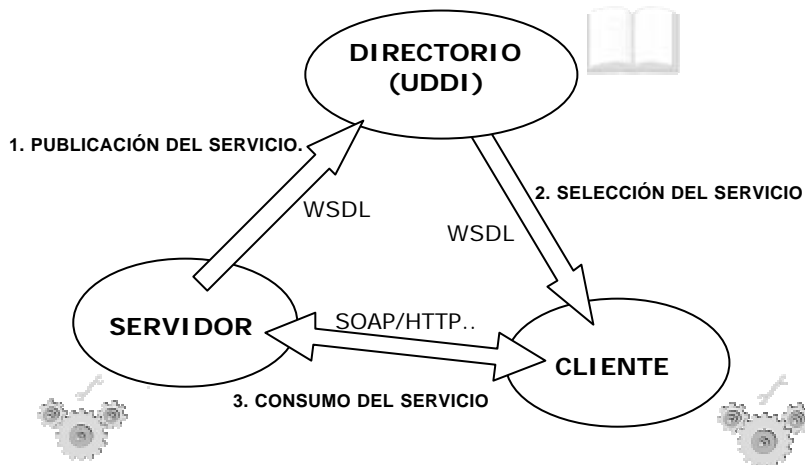 DIRECTORIO
(UDDI)
1. PUBLICACIÓN DEL SERVICIO.
2. SELECCIÓN DEL SERVICIO
WSDL
WSDL
SERVIDOR
SOAP/HTTP..
CLIENTE
3. CONSUMO DEL SERVICIO